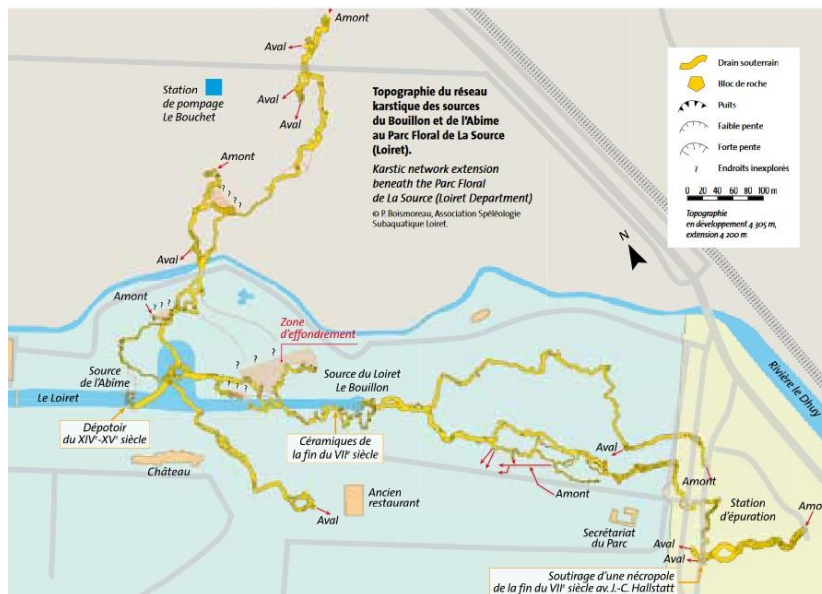 Amont
Aval
Aval
Aval
Station
de pompage
Le Bouchet
Topographie du réseau
karstique des sources
du Bouillon et de l'Abime
au Parc Floral de La Source
(Loiret).
Karstic network extension
beneath the Parc Floral
de La Source (Loiret Department)
© P. Boismoreau, Association Spéléologie
Subaquatique Loiret.
Drain souterrain
Bloc de roche
Puits
Faible pente
Forte pente
? Endroits inexplorés
0 20 40 60 80 100 m
Topographie
en développement 4 305 m,
extension 4 200 m
N
Amont
? ? ? ?
Aval
Amont
? ? ?
Zone
d'effondrement
? ? ?
? ? ?
Source
de l'Abîme
Source du Loiret
Le Bouillon
Le Loiret
Rivière le Dhuy
Dépotoir
du XIVe-XVe siècle
Céramiques de
la fin du VIIe siècle
Château
Ancien
restaurant
Aval
Aval
Amont
Amont
Station
d'épuration
Amo
Secrétariat
du Parc
Aval
Aval
Soutirage d'une nécropole
de la fin du VIIe siècle av. J.-C. Hallstatt